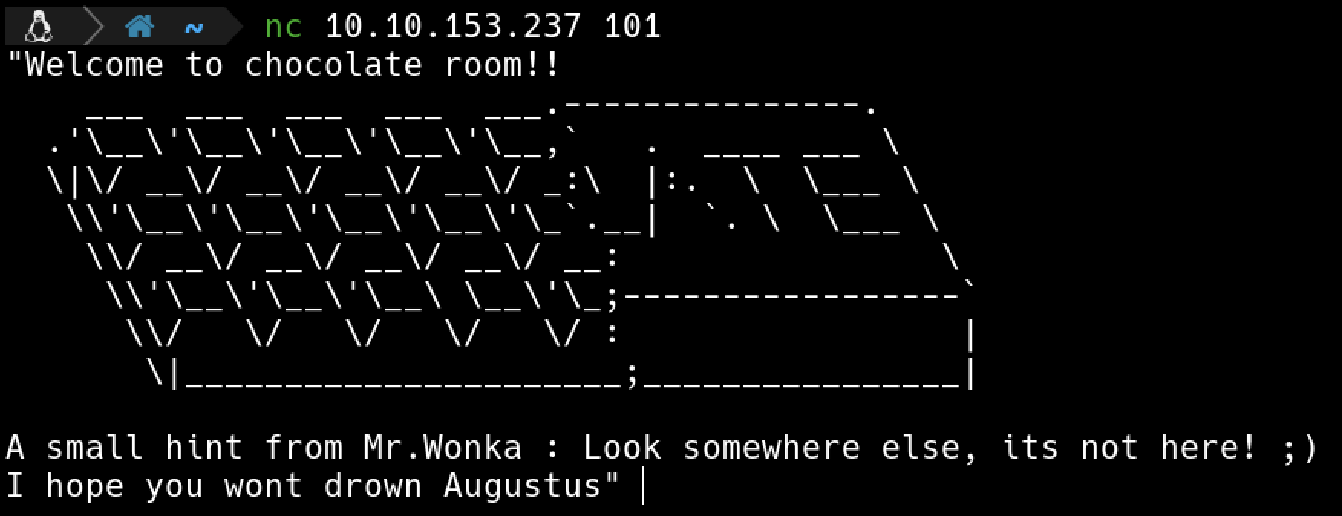 ~ nc 10.10.153.237 101
"Welcome to chocolate room!!
    ___  ___  ___  ___  ___.---------------.
  .'\__\'\__\'\__\'\__\'\__,`   .  ____ ___ \
  \|\/ __\/ __\/ __\/ __\/ _:\  |:.  \  \___ \
   \\'\__\'\__\'\__\'\__\'\_`.__|  `. \  \___ \
    \\/ __\/ __\/ __\/ __\/ __:                \
     \\'\__\'\__\'\__\ \__\'\_;-----------------`
      \\/   \/   \/   \/   \/ :                 |
       \|______________________;________________|
A small hint from Mr.Wonka : Look somewhere else, its not here! ;)
I hope you wont drown Augustus"